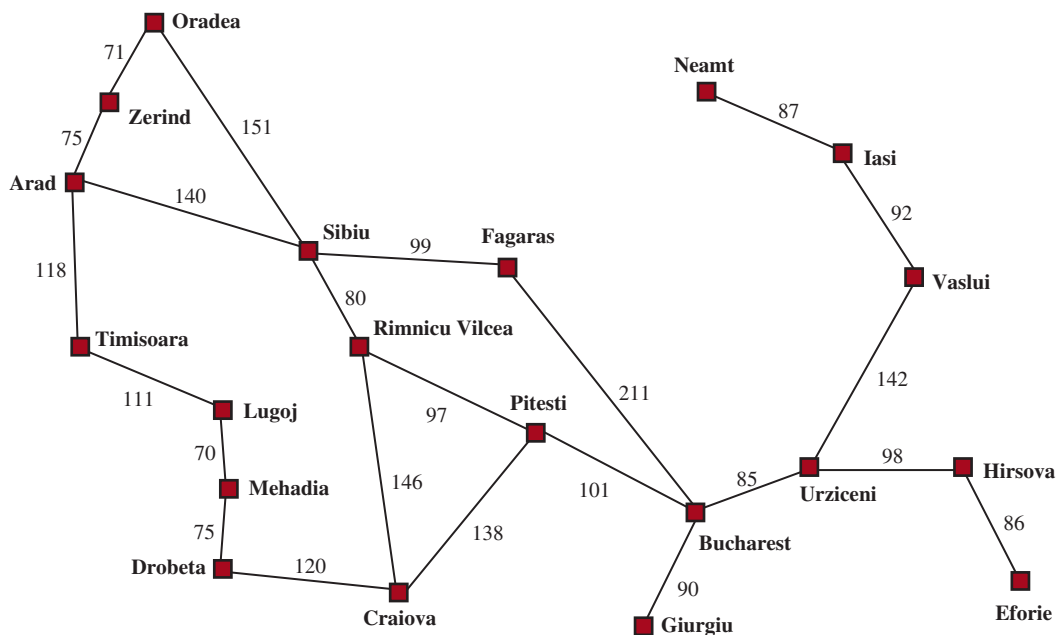 Oradea
71
Neamt
87
Zerind
151
75
Iasi
Arad
140
92
Sibiu
Fagaras
99
118
Vaslui
80
Timisoara
Rimnicu Vilcea
142
111
211
Lugoj
Pitesti
97
70
98
Hirsova
85
Urziceni
Mehadia
146
101
86
75
138
Bucharest
Drobeta
120
90
Craiova
Eforie
Giurgiu